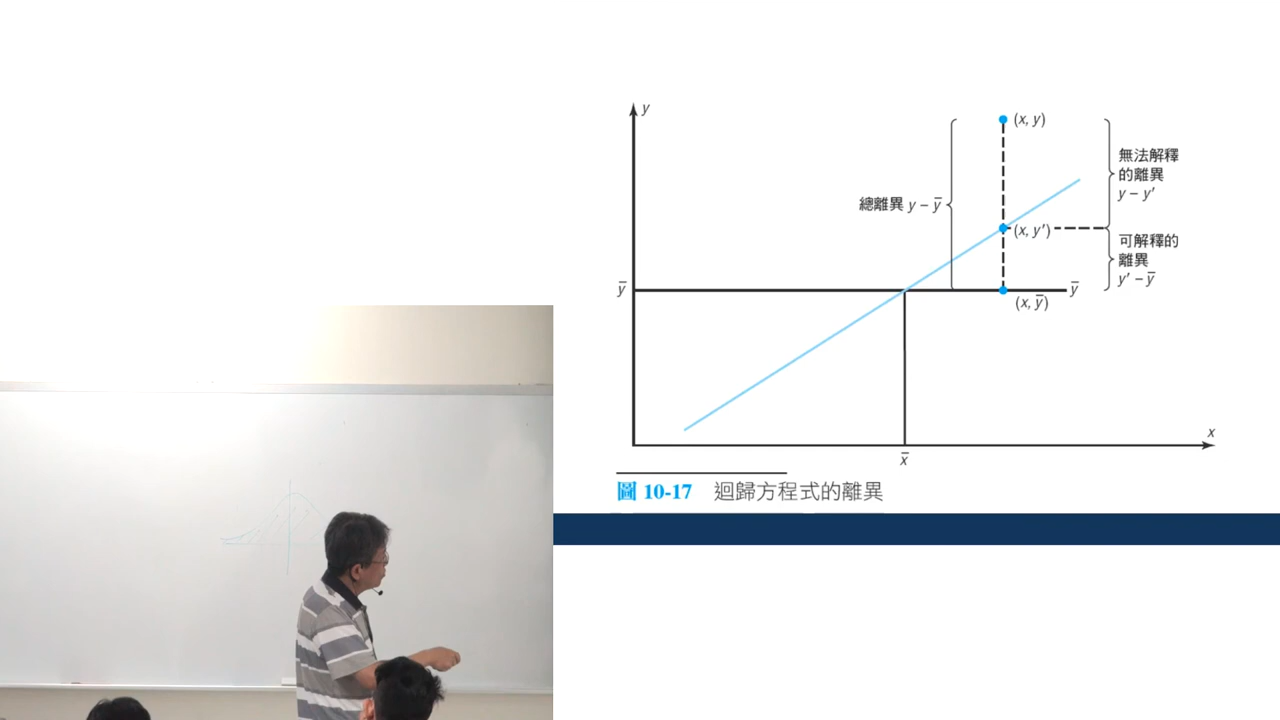 y
(x, y)
無法解釋
的離異
y − y′
總離異 y − ȳ
(x, y′)
可解釋的
離異
y′ − ȳ
ȳ
ȳ
(x, ȳ)
x
x̄
圖 10-17 迴歸方程式的離異